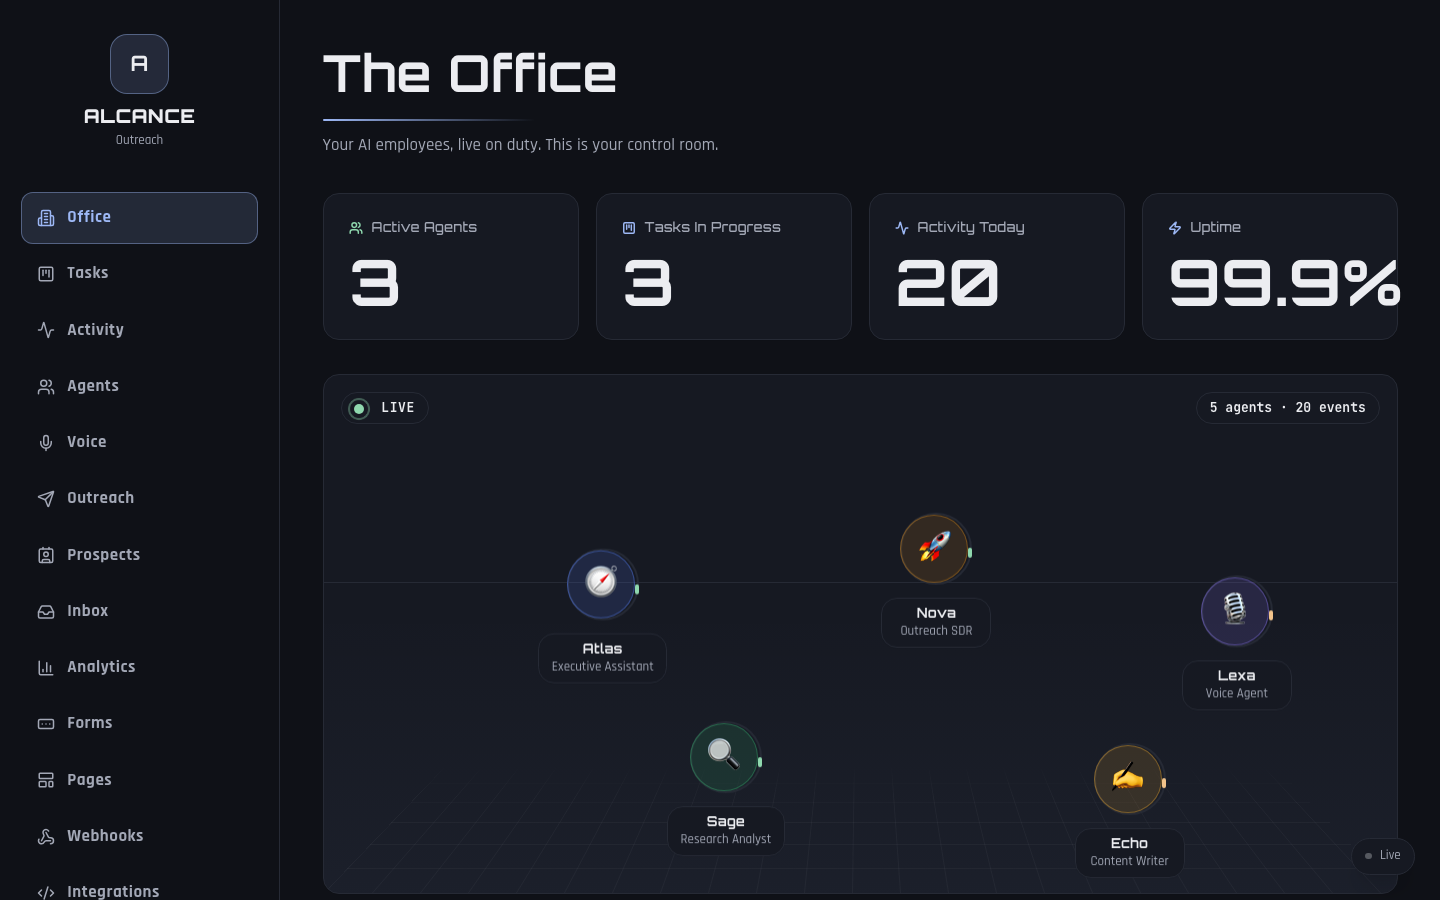 A
ALCANCE
Outreach
Office
Tasks
Activity
Agents
Voice
Outreach
Prospects
Inbox
Analytics
Forms
Pages
Webhooks
Integrations
The Office
Your AI employees, live on duty. This is your control room.
Active Agents
3
Tasks In Progress
3
Activity Today
20
Uptime
99.9%
LIVE
5 agents · 20 events
Nova
Outreach SDR
Atlas
Executive Assistant
Lexa
Voice Agent
Sage
Research Analyst
Echo
Content Writer
Live